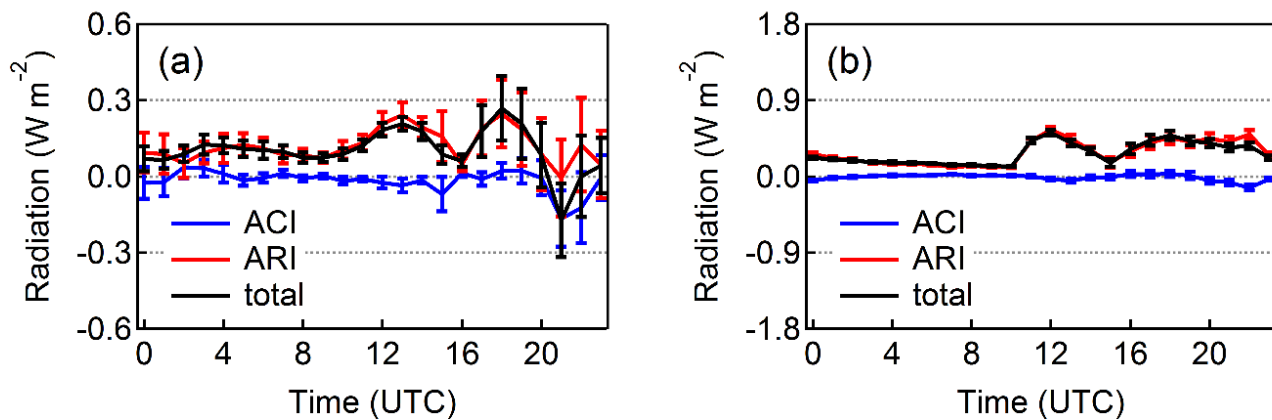 (a)
Radiation (W m⁻²)
0.6
0.3
0.0
-0.3
-0.6
ACI
ARI
total
0 4 8 12 16 20
Time (UTC)
(b)
Radiation (W m⁻²)
1.8
0.9
0.0
-0.9
-1.8
ACI
ARI
total
0 4 8 12 16 20
Time (UTC)